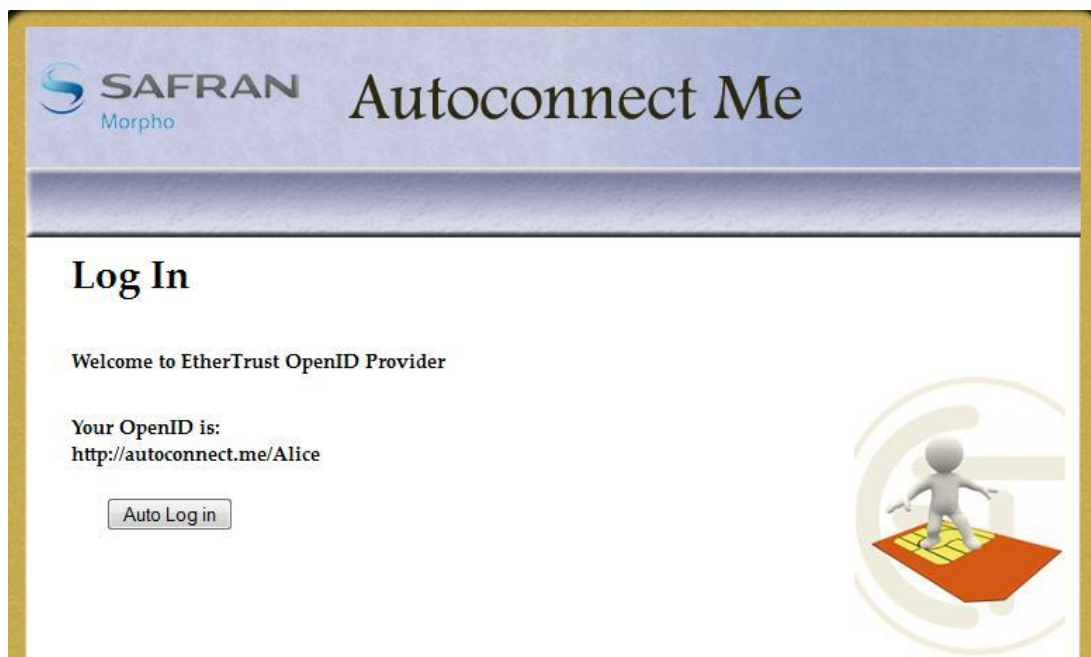 SAFRAN
Morpho
Autoconnect Me
Log In
Welcome to EtherTrust OpenID Provider
Your OpenID is:
http://autoconnect.me/Alice
Auto Log in